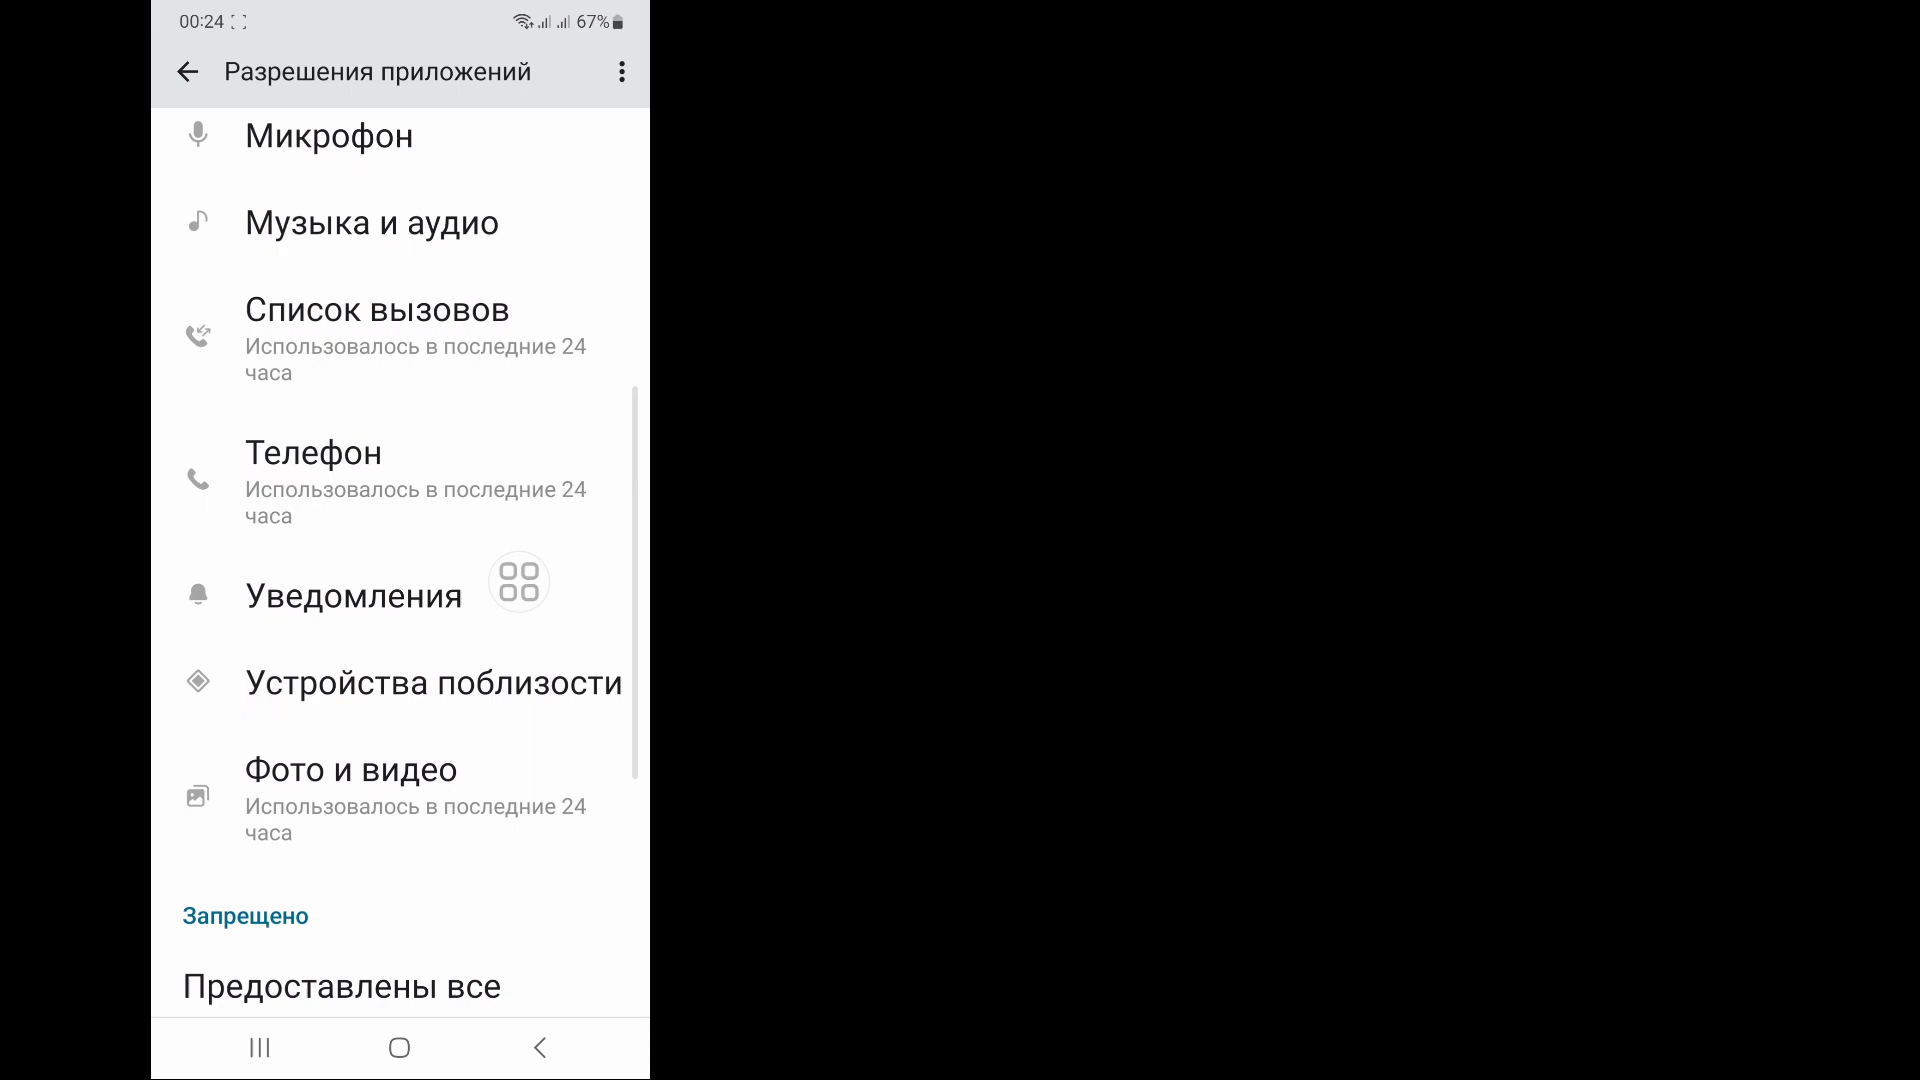 00:24
67%
Разрешения приложений
Микрофон
Музыка и аудио
Список вызовов
Использовалось в последние 24
часа
Телефон
Использовалось в последние 24
часа
Уведомления
Устройства поблизости
Фото и видео
Использовалось в последние 24
часа
Запрещено
Предоставлены все